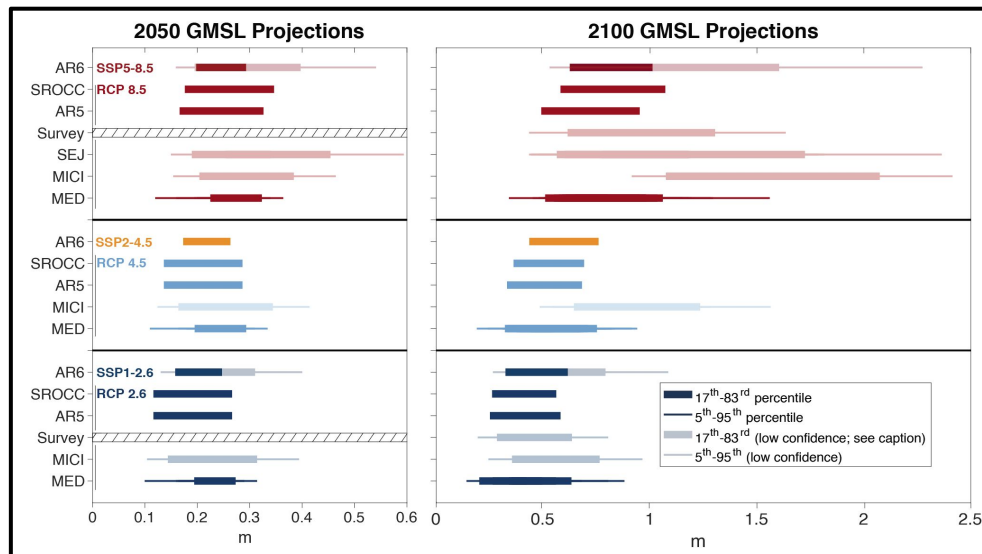 2050 GMSL Projections
2100 GMSL Projections
AR6 SSP5-8.5
SROCC RCP 8.5
AR5
Survey
SEJ
MICI
MED
AR6 SSP2-4.5
SROCC RCP 4.5
AR5
MICI
MED
AR6 SSP1-2.6
SROCC RCP 2.6
AR5
Survey
MICI
MED
17th-83rd percentile
5th-95th percentile
17th-83rd (low confidence; see caption)
5th-95th (low confidence)
0 0.1 0.2 0.3 0.4 0.5 0.6
m
0 0.5 1 1.5 2 2.5
m